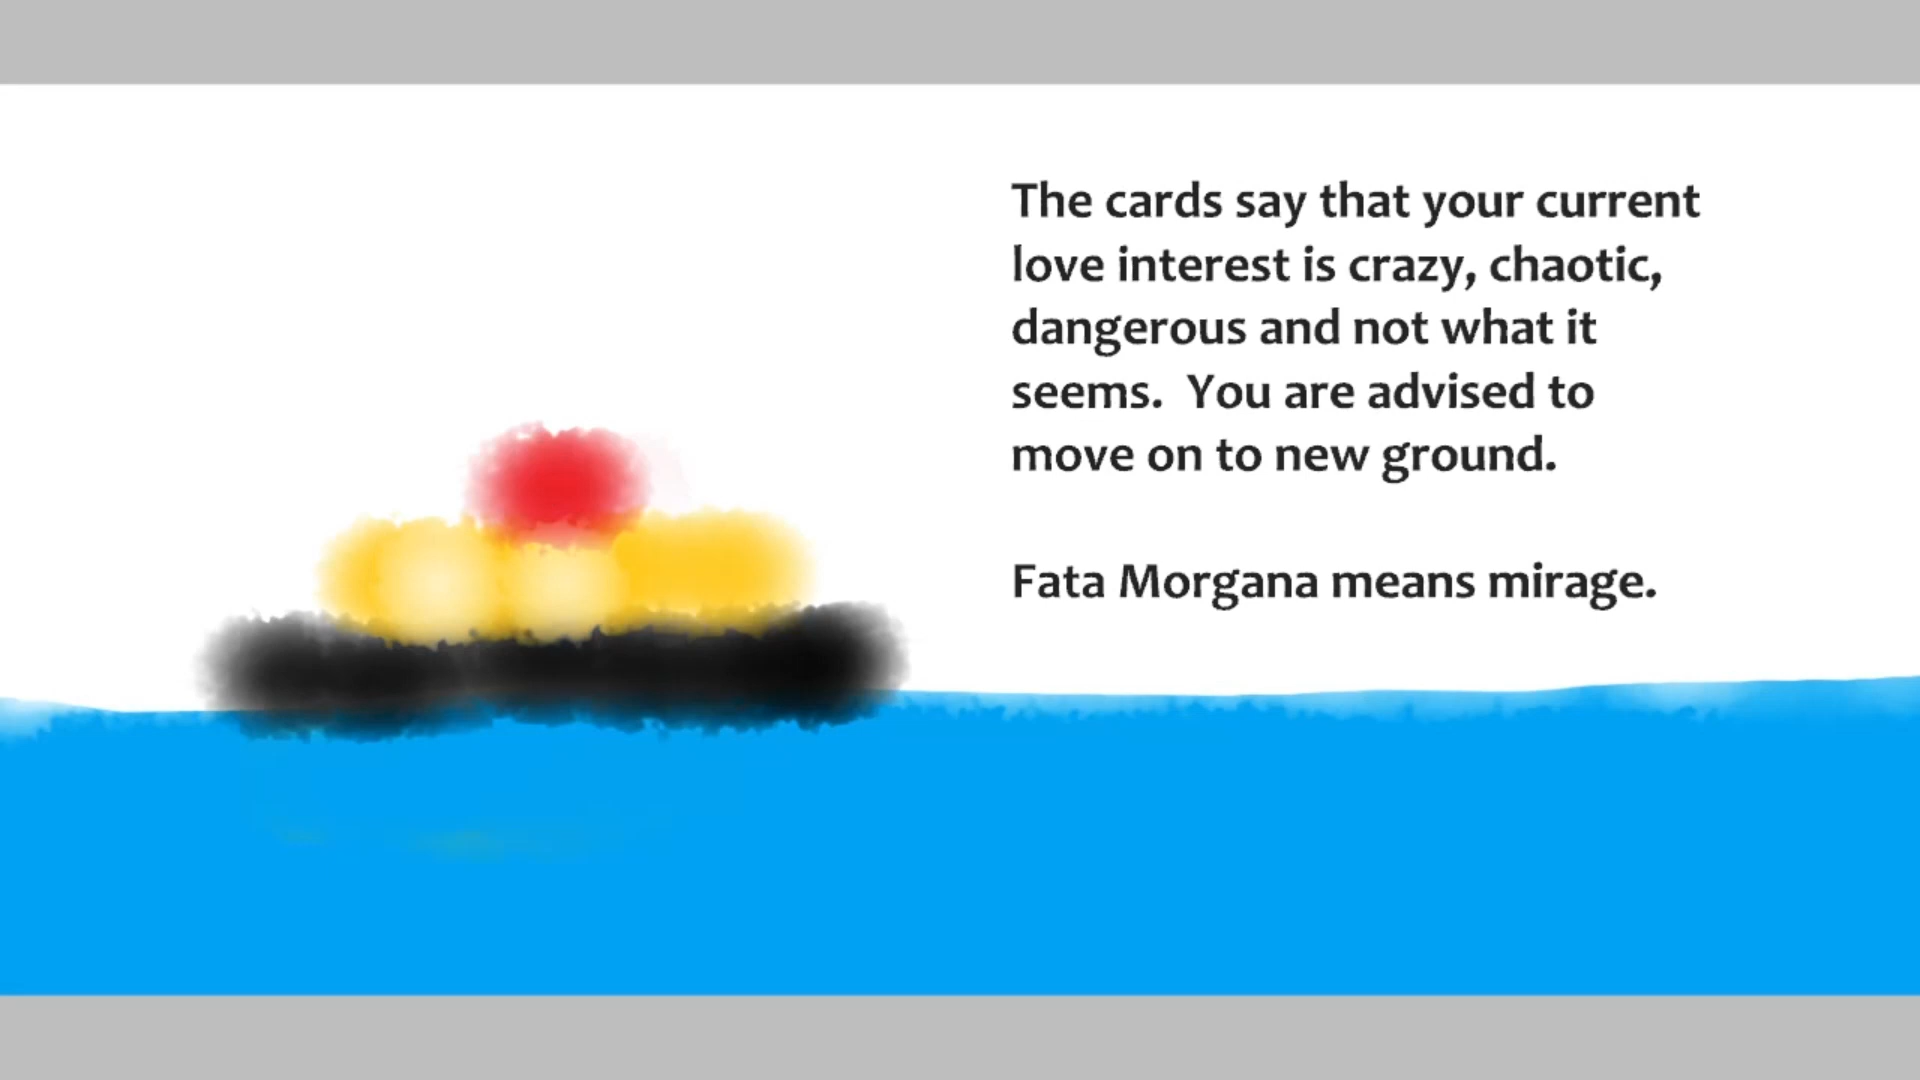 The cards say that your current
love interest is crazy, chaotic,
dangerous and not what it
seems.  You are advised to
move on to new ground.
Fata Morgana means mirage.